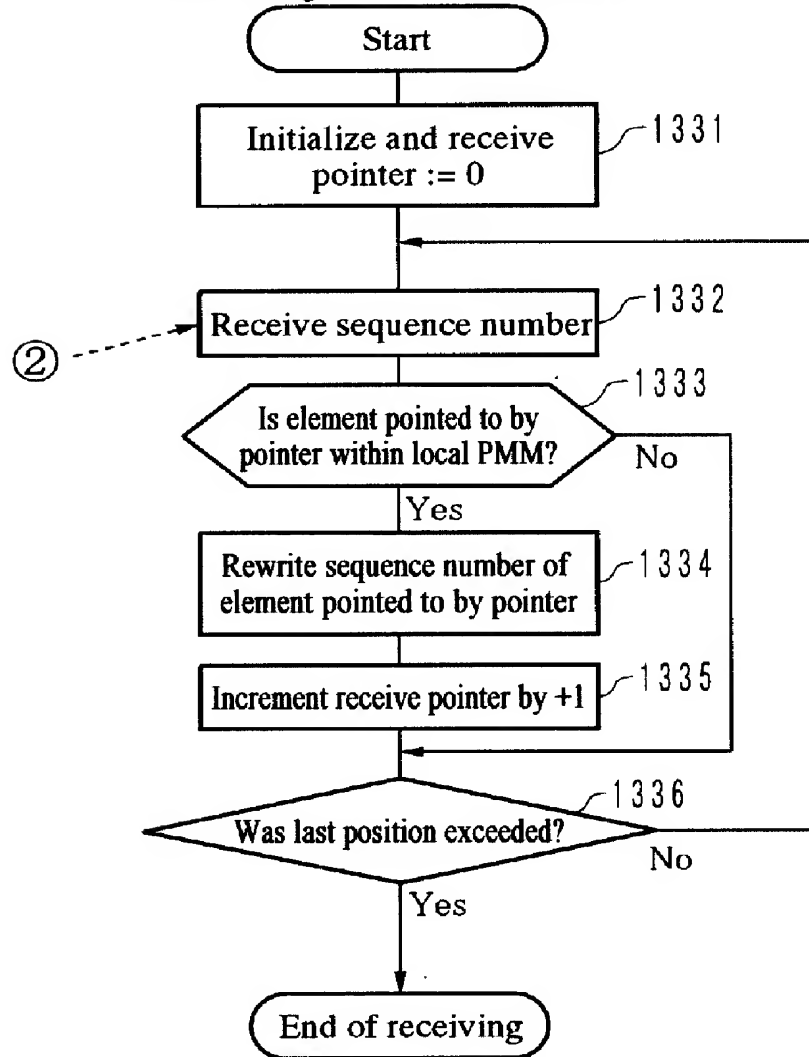 Start
Initialize and receive
pointer := 0
1331
Receive sequence number
1332
②
Is element pointed to by
pointer within local PMM?
1333
No
Yes
Rewrite sequence number of
element pointed to by pointer
1334
Increment receive pointer by +1
1335
Was last position exceeded?
1336
No
Yes
End of receiving